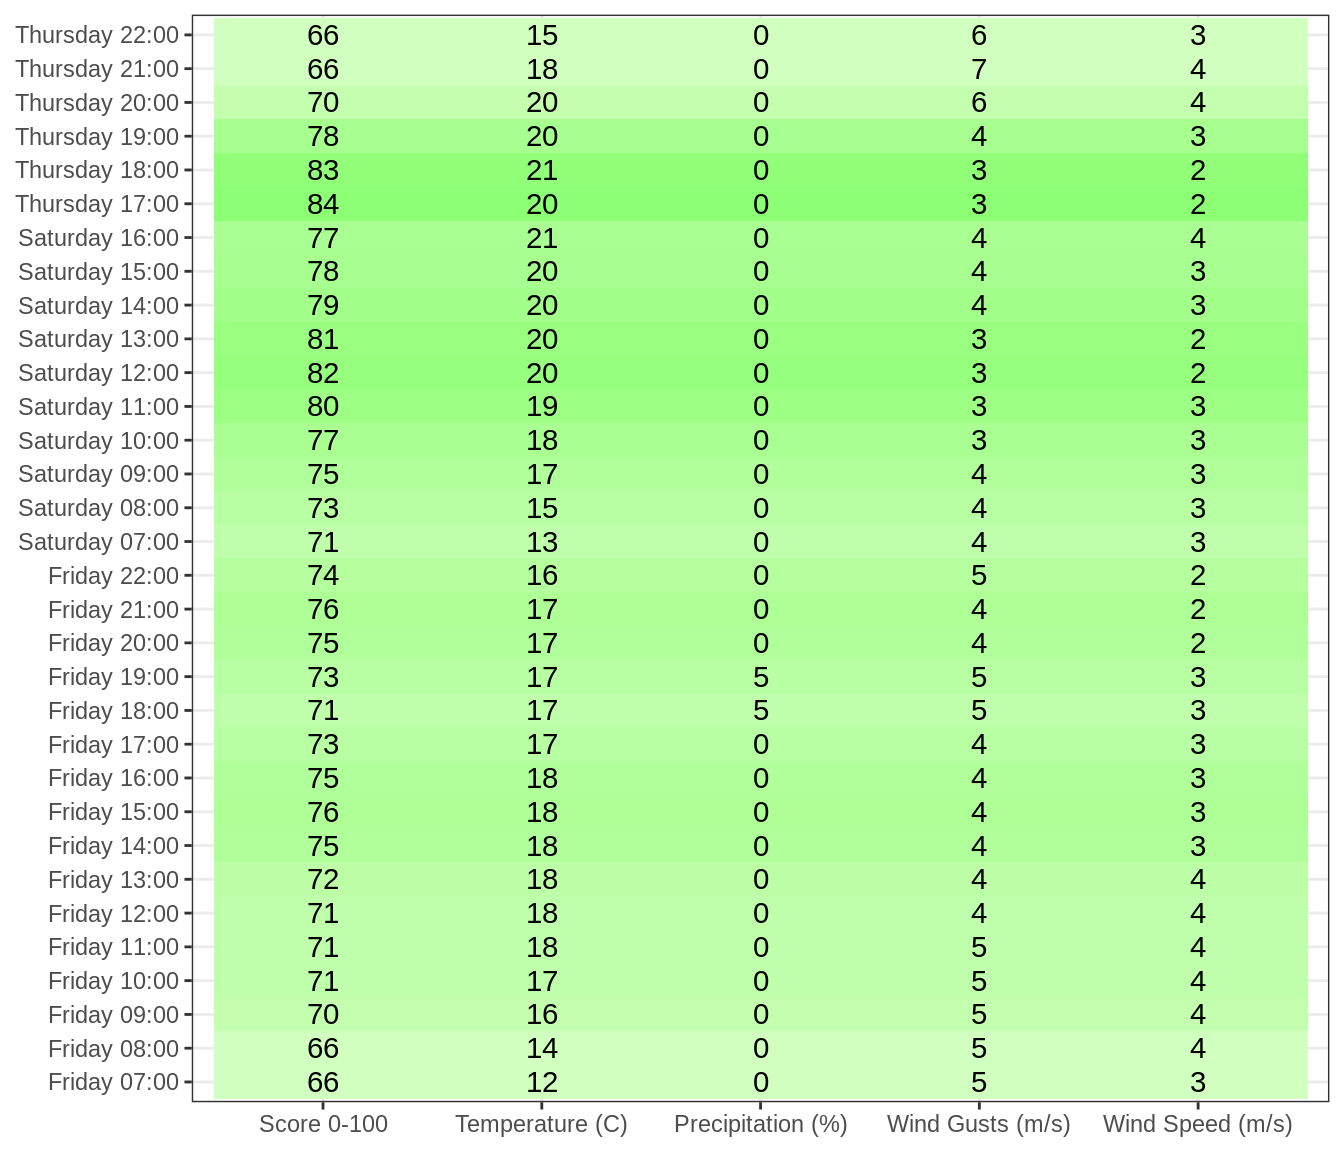 Thursday 22:00 66 15 0 6 3
Thursday 21:00 66 18 0 7 4
Thursday 20:00 70 20 0 6 4
Thursday 19:00 78 20 0 4 3
Thursday 18:00 83 21 0 3 2
Thursday 17:00 84 20 0 3 2
Saturday 16:00 77 21 0 4 4
Saturday 15:00 78 20 0 4 3
Saturday 14:00 79 20 0 4 3
Saturday 13:00 81 20 0 3 2
Saturday 12:00 82 20 0 3 2
Saturday 11:00 80 19 0 3 3
Saturday 10:00 77 18 0 3 3
Saturday 09:00 75 17 0 4 3
Saturday 08:00 73 15 0 4 3
Saturday 07:00 71 13 0 4 3
Friday 22:00 74 16 0 5 2
Friday 21:00 76 17 0 4 2
Friday 20:00 75 17 0 4 2
Friday 19:00 73 17 5 5 3
Friday 18:00 71 17 5 5 3
Friday 17:00 73 17 0 4 3
Friday 16:00 75 18 0 4 3
Friday 15:00 76 18 0 4 3
Friday 14:00 75 18 0 4 3
Friday 13:00 72 18 0 4 4
Friday 12:00 71 18 0 4 4
Friday 11:00 71 18 0 5 4
Friday 10:00 71 17 0 5 4
Friday 09:00 70 16 0 5 4
Friday 08:00 66 14 0 5 4
Friday 07:00 66 12 0 5 3
Score 0-100 Temperature (C) Precipitation (%) Wind Gusts (m/s) Wind Speed (m/s)